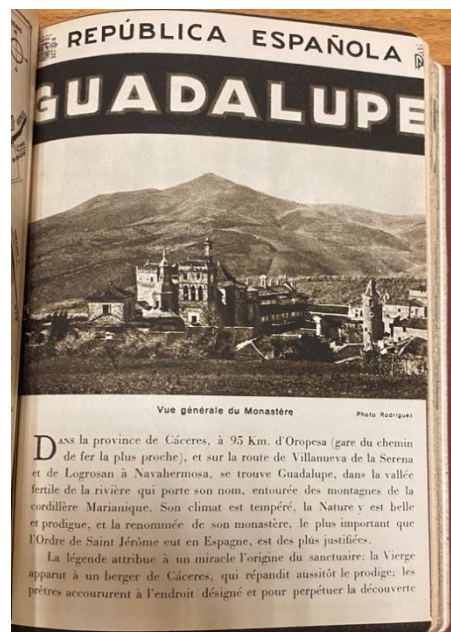 REPÚBLICA ESPAÑOLA
GUADALUPE
Vue générale du Monastère
Photo Rodríguez
DANS la province de Cáceres, à 95 Km. d'Oropesa (gare du chemin
de fer la plus proche), et sur la route de Villanueva de la Serena
et de Logrosan à Navahermosa, se trouve Guadalupe, dans la vallée
fertile de la rivière qui porte son nom, entourée des montagnes de la
cordillère Marianique. Son climat est tempéré, la Nature y est belle
et prodigue, et la renommée de son monastère, le plus important que
l'Ordre de Saint Jérôme eut en Espagne, est des plus justifiées.
La légende attribue à un miracle l'origine du sanctuaire: la Vierge
apparut à un berger de Cáceres, qui répandit aussitôt le prodige; les
prêtres accoururent à l'endroit désigné et pour perpétuer la découverte